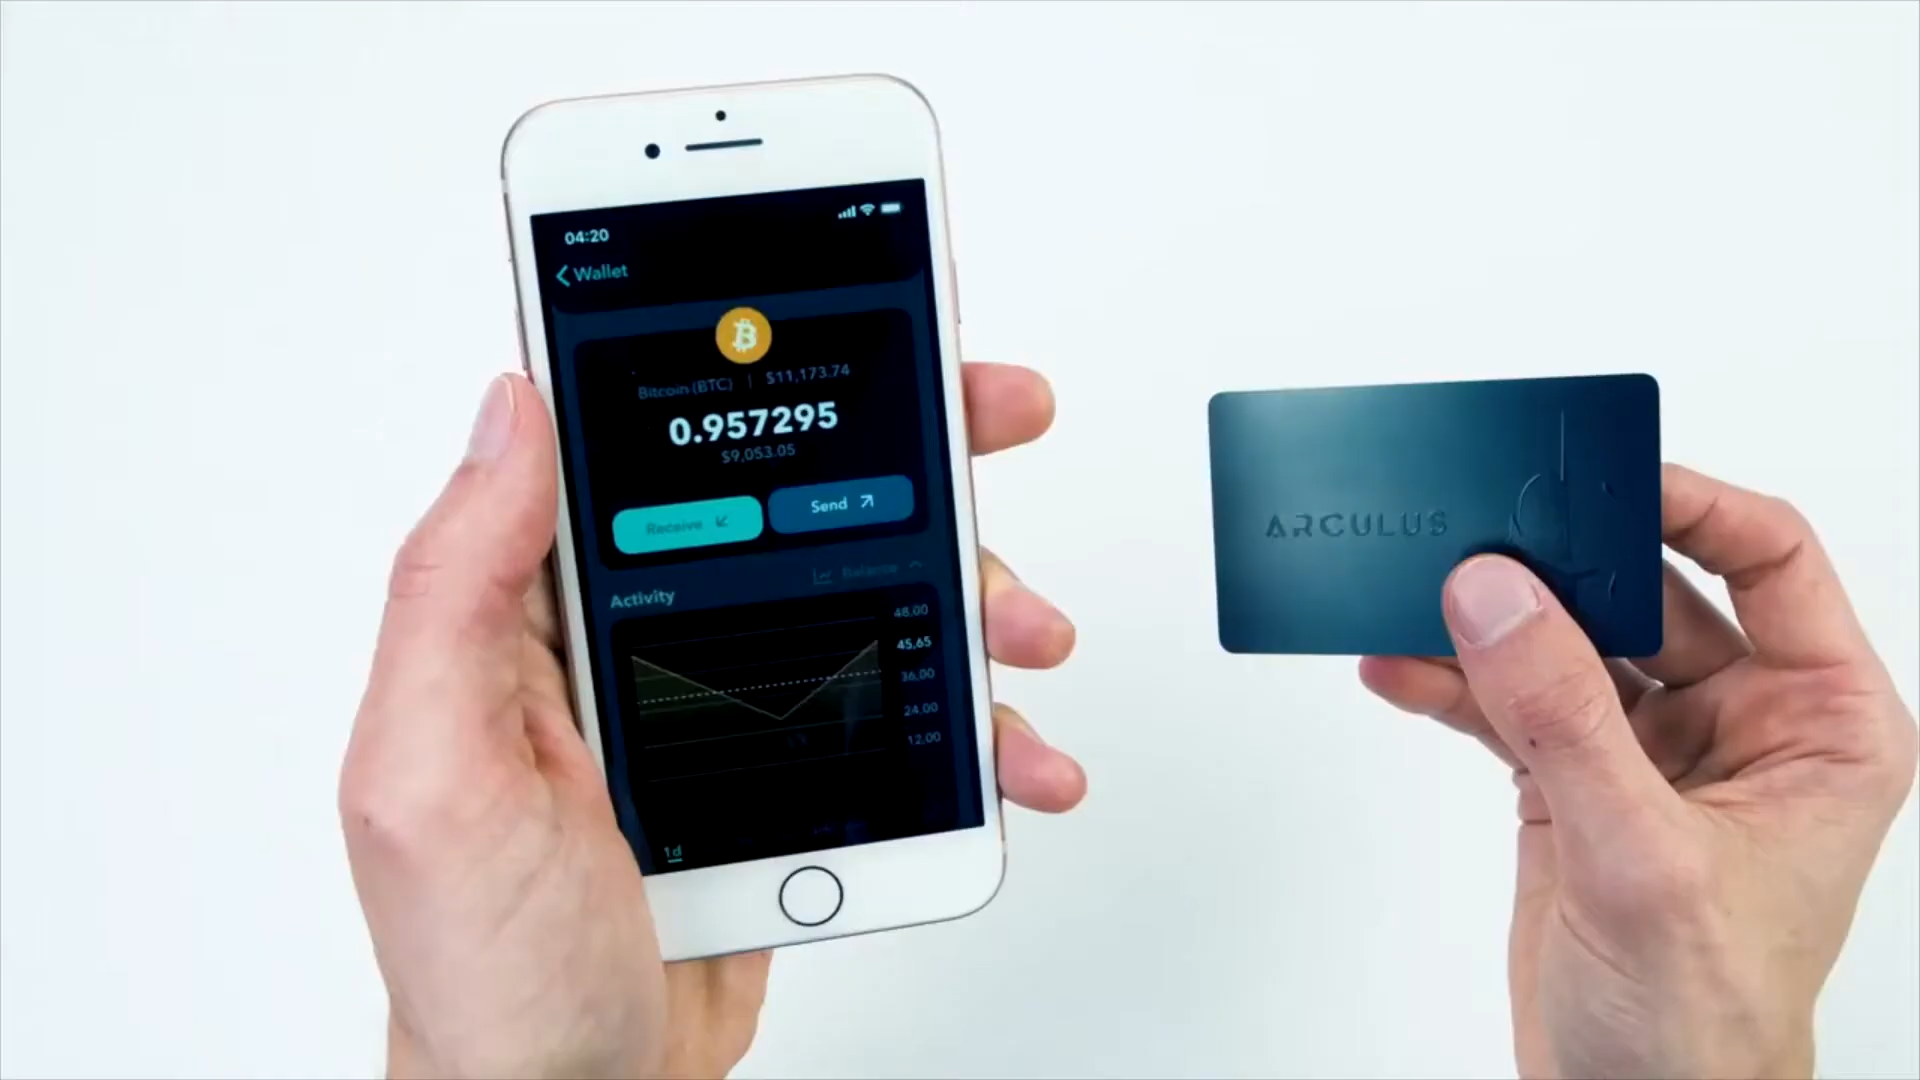 04:20
Wallet
Bitcoin (BTC) | $11,173.74
0.957295
$9,053.05
Receive
Send
Balance
Activity
48,00
45,65
36,00
24,00
12,00
1d
ARCULUS